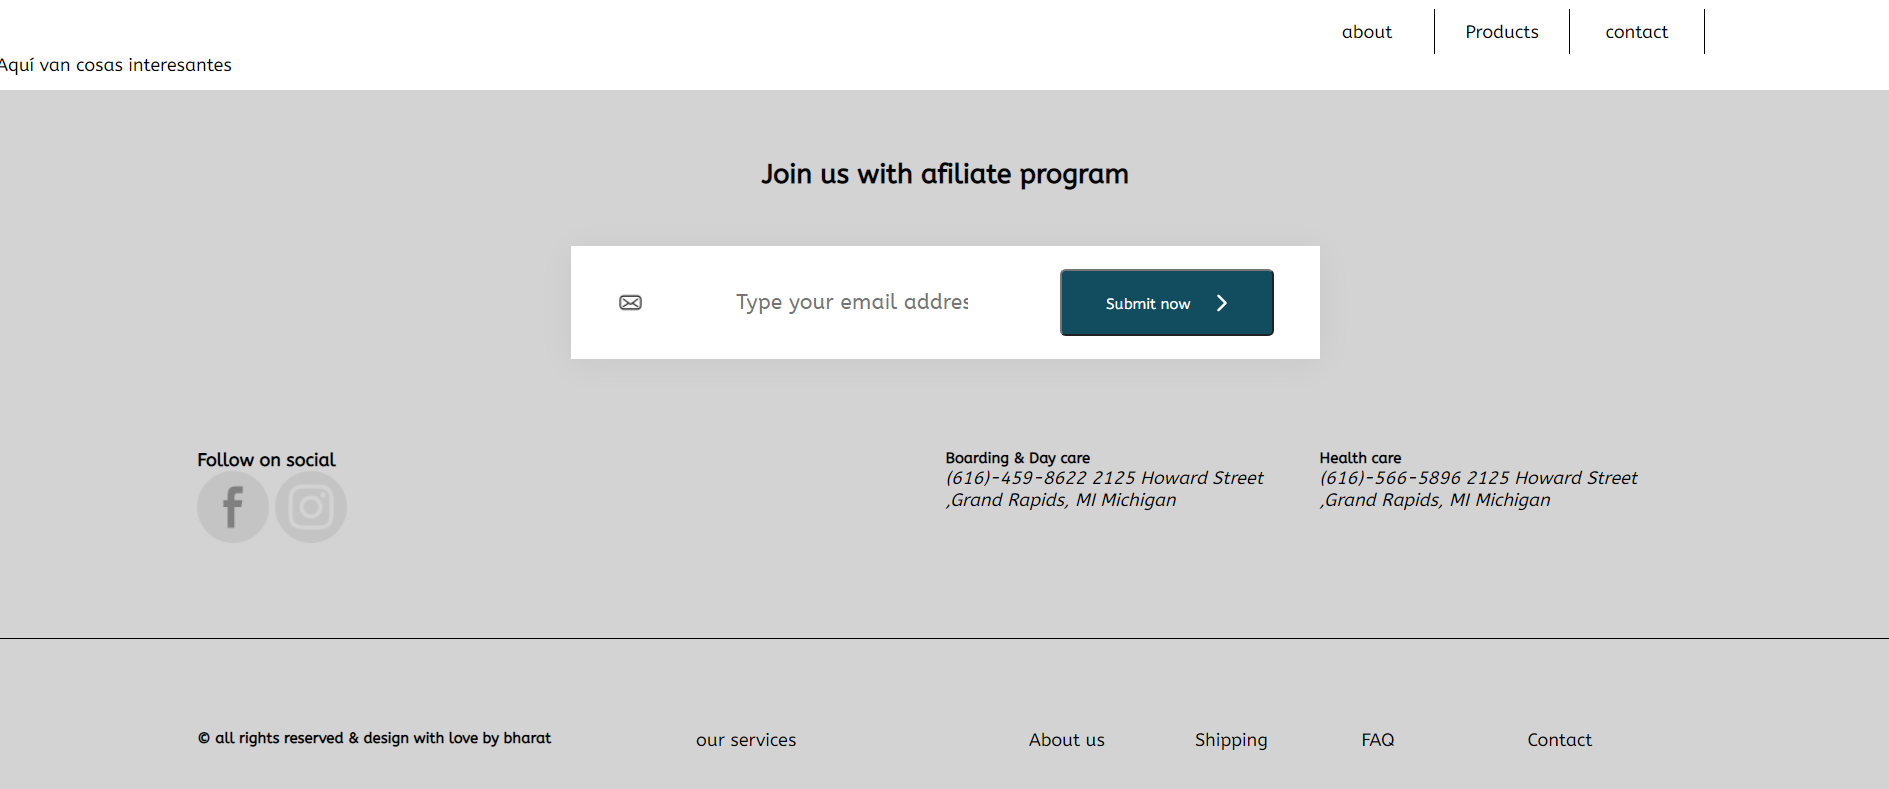 about Products contact
Aquí van cosas interesantes
Join us with afiliate program
Type your email addres
Submit now
Follow on social
Boarding & Day care
(616)-459-8622 2125 Howard Street
,Grand Rapids, MI Michigan
Health care
(616)-566-5896 2125 Howard Street
,Grand Rapids, MI Michigan
© all rights reserved & design with love by bharat
our services
About us
Shipping
FAQ
Contact